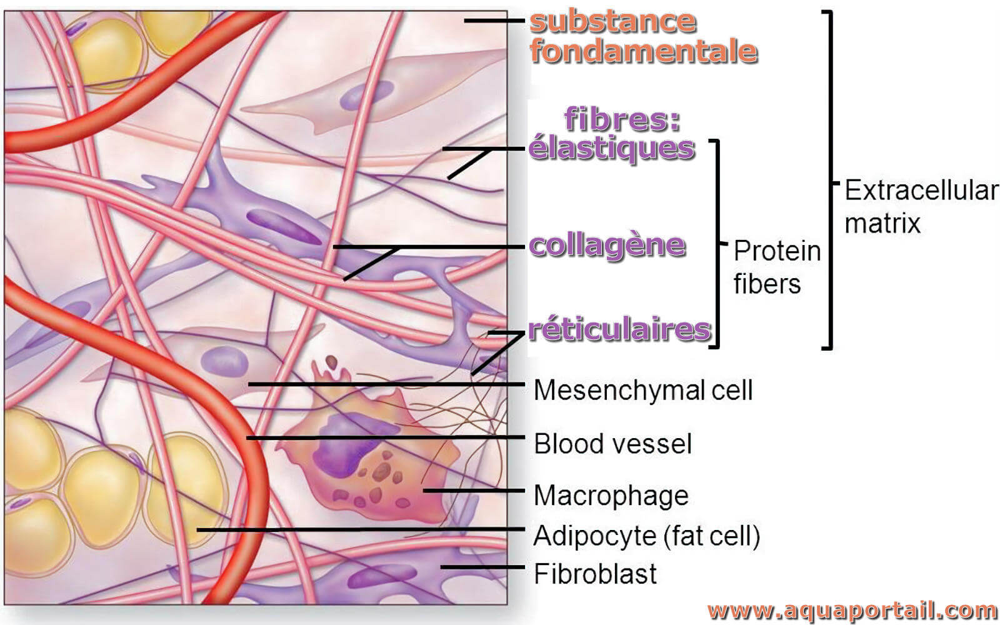 substance
fondamentale
fibres:
élastiques
collagène
réticulaires
Protein
fibers
Extracellular
matrix
Mesenchymal cell
Blood vessel
Macrophage
Adipocyte (fat cell)
Fibroblast
www.aquaportail.com